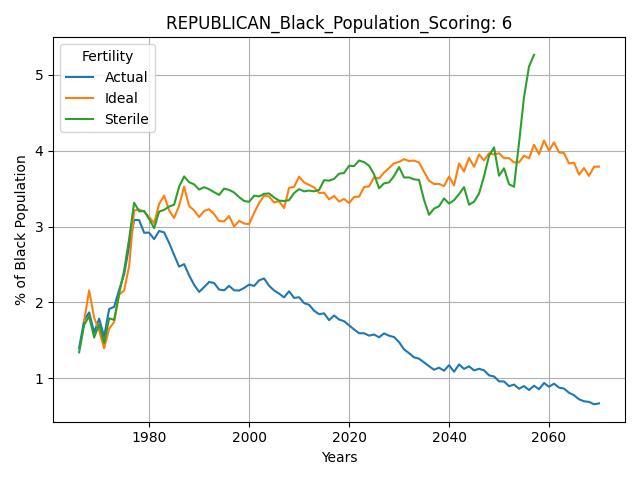 REPUBLICAN_Black_Population_Scoring: 6
Fertility
Actual
Ideal
Sterile
% of Black Population
5
4
3
2
1
1980 2000 2020 2040 2060
Years